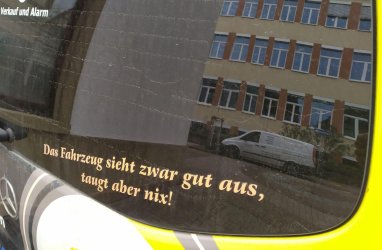 Verkauf und Alarm
Das Fahrzeug sieht zwar gut aus,
taugt aber nix!